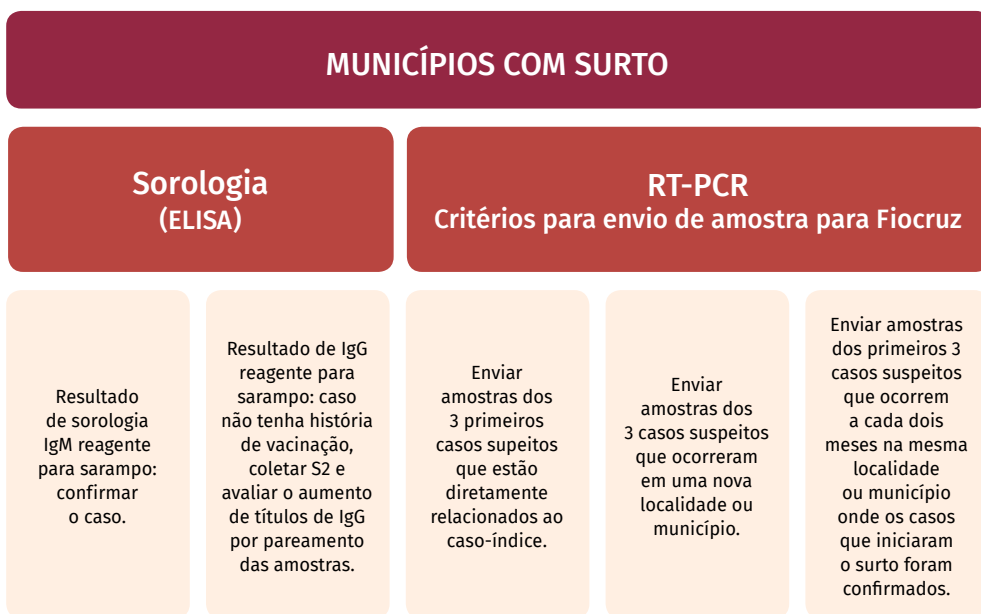 MUNICÍPIOS COM SURTO
Sorologia
(ELISA)
RT-PCR
Critérios para envio de amostra para Fiocruz
Resultado
de sorologia
IgM reagente
para sarampo:
confirmar
o caso.
Resultado de IgG
reagente para
sarampo: caso
não tenha história
de vacinação,
coletar S2 e
avaliar o aumento
de títulos de IgG
por pareamento
das amostras.
Enviar
amostras dos
3 primeiros
casos supeitos
que estão
diretamente
relacionados ao
caso-índice.
Enviar
amostras dos
3 casos suspeitos
que ocorreram
em uma nova
localidade ou
município.
Enviar amostras
dos primeiros 3
casos suspeitos
que ocorrem
a cada dois
meses na mesma
localidade
ou município
onde os casos
que iniciaram
o surto foram
confirmados.